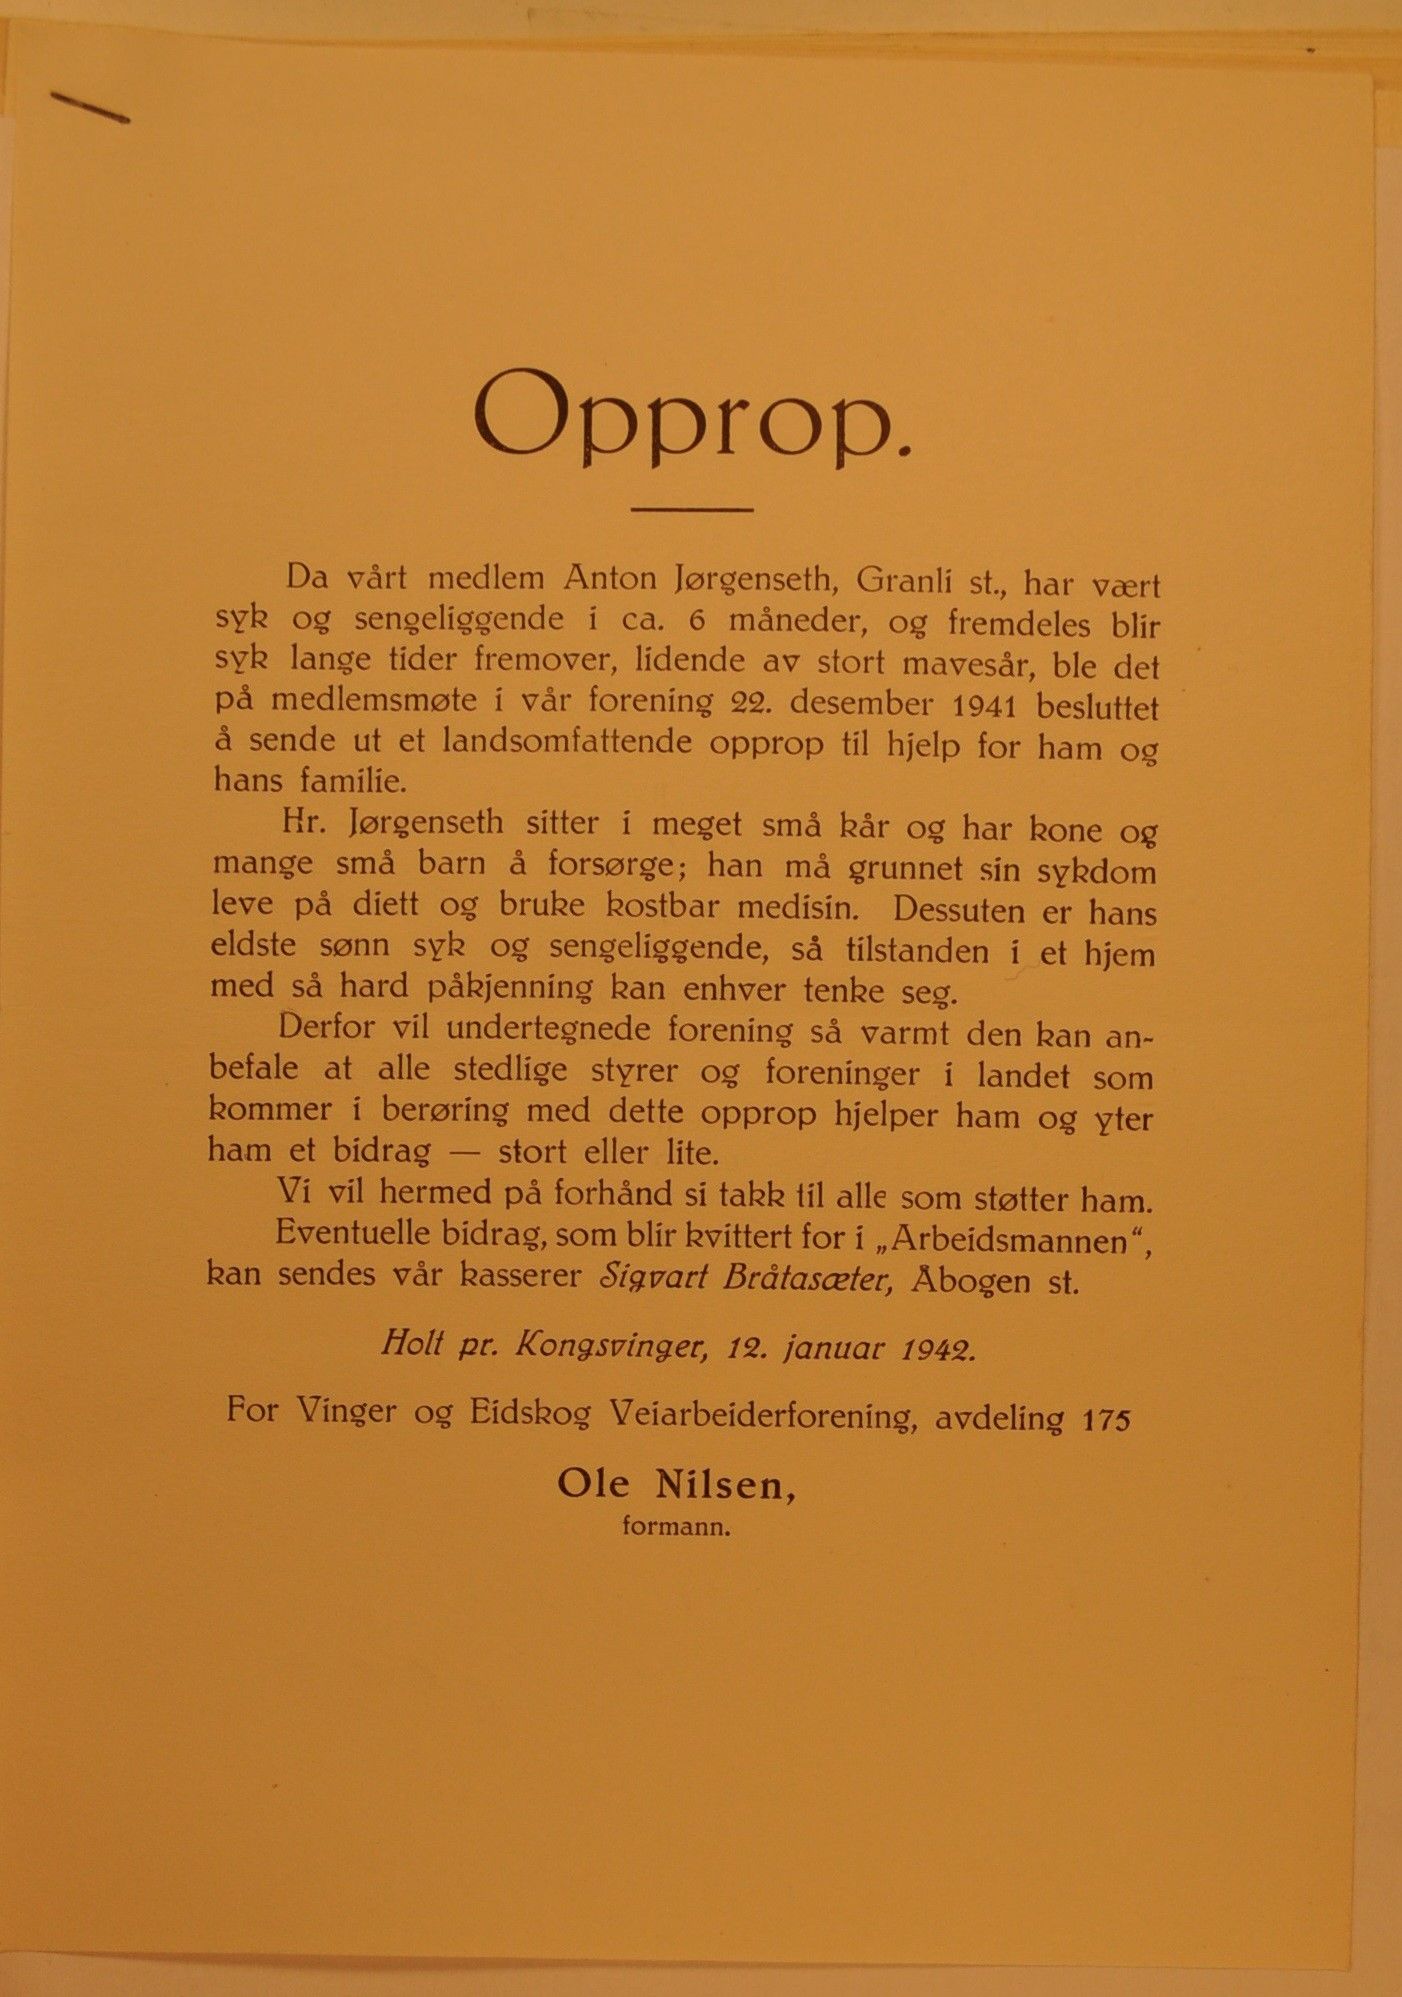 Opprop.
Da vårt medlem Anton Jørgenseth, Granli st., har vært
syk og sengeliggende i ca. 6 måneder, og fremdeles blir
syk lange tider fremover, lidende av stort mavesår, ble det
på medlemsmøte i vår forening 22. desember 1941 besluttet
å sende ut et landsomfattende opprop til hjelp for ham og
hans familie.
Hr. Jørgenseth sitter i meget små kår og har kone og
mange små barn å forsørge; han må grunnet sin sykdom
leve på diett og bruke kostbar medisin. Dessuten er hans
eldste sønn syk og sengeliggende, så tilstanden i et hjem
med så hard påkjenning kan enhver tenke seg.
Derfor vil undertegnede forening så varmt den kan an-
befale at alle stedlige styrer og foreninger i landet som
kommer i berøring med dette opprop hjelper ham og yter
ham et bidrag — stort eller lite.
Vi vil hermed på forhånd si takk til alle som støtter ham.
Eventuelle bidrag, som blir kvittert for i „Arbeidsmannen“,
kan sendes vår kasserer Sigvart Bråtasæter, Åbogen st.
Holt pr. Kongsvinger, 12. januar 1942.
For Vinger og Eidskog Veiarbeiderforening, avdeling 175
Ole Nilsen,
formann.